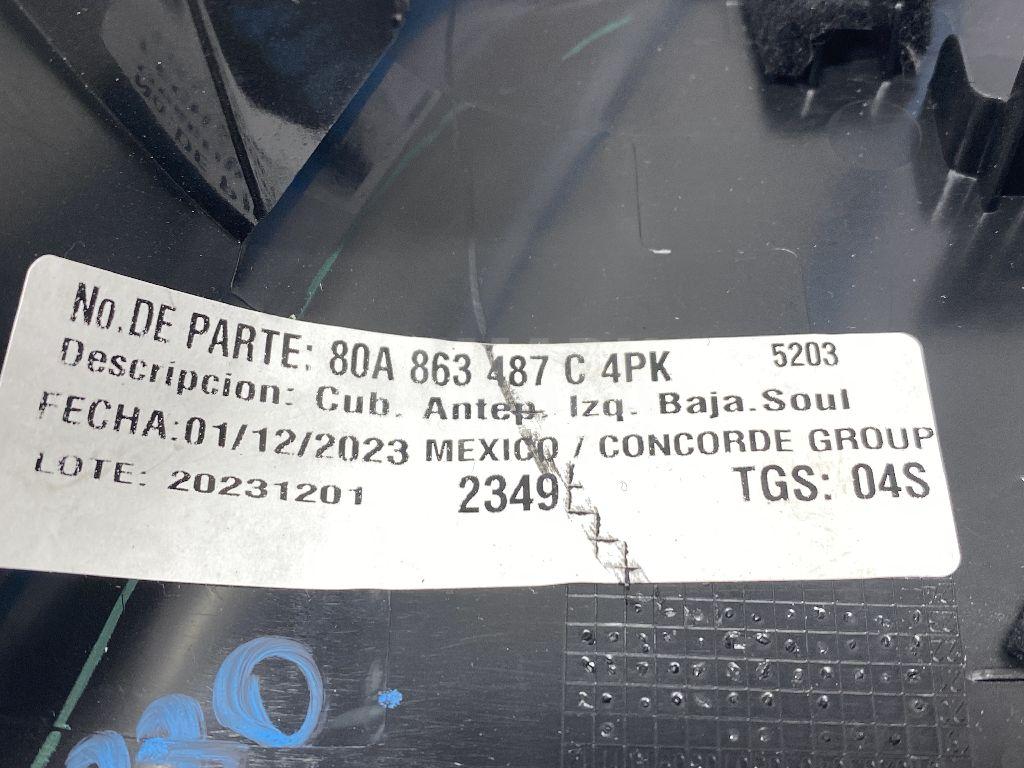 No. DE PARTE: 80A 863 487 C 4PK 5203
Descripcion: Cub. Antep. Izq. Baja.Soul
FECHA:01/12/2023 MEXICO / CONCORDE GROUP
LOTE: 20231201 2349 TGS: 04S